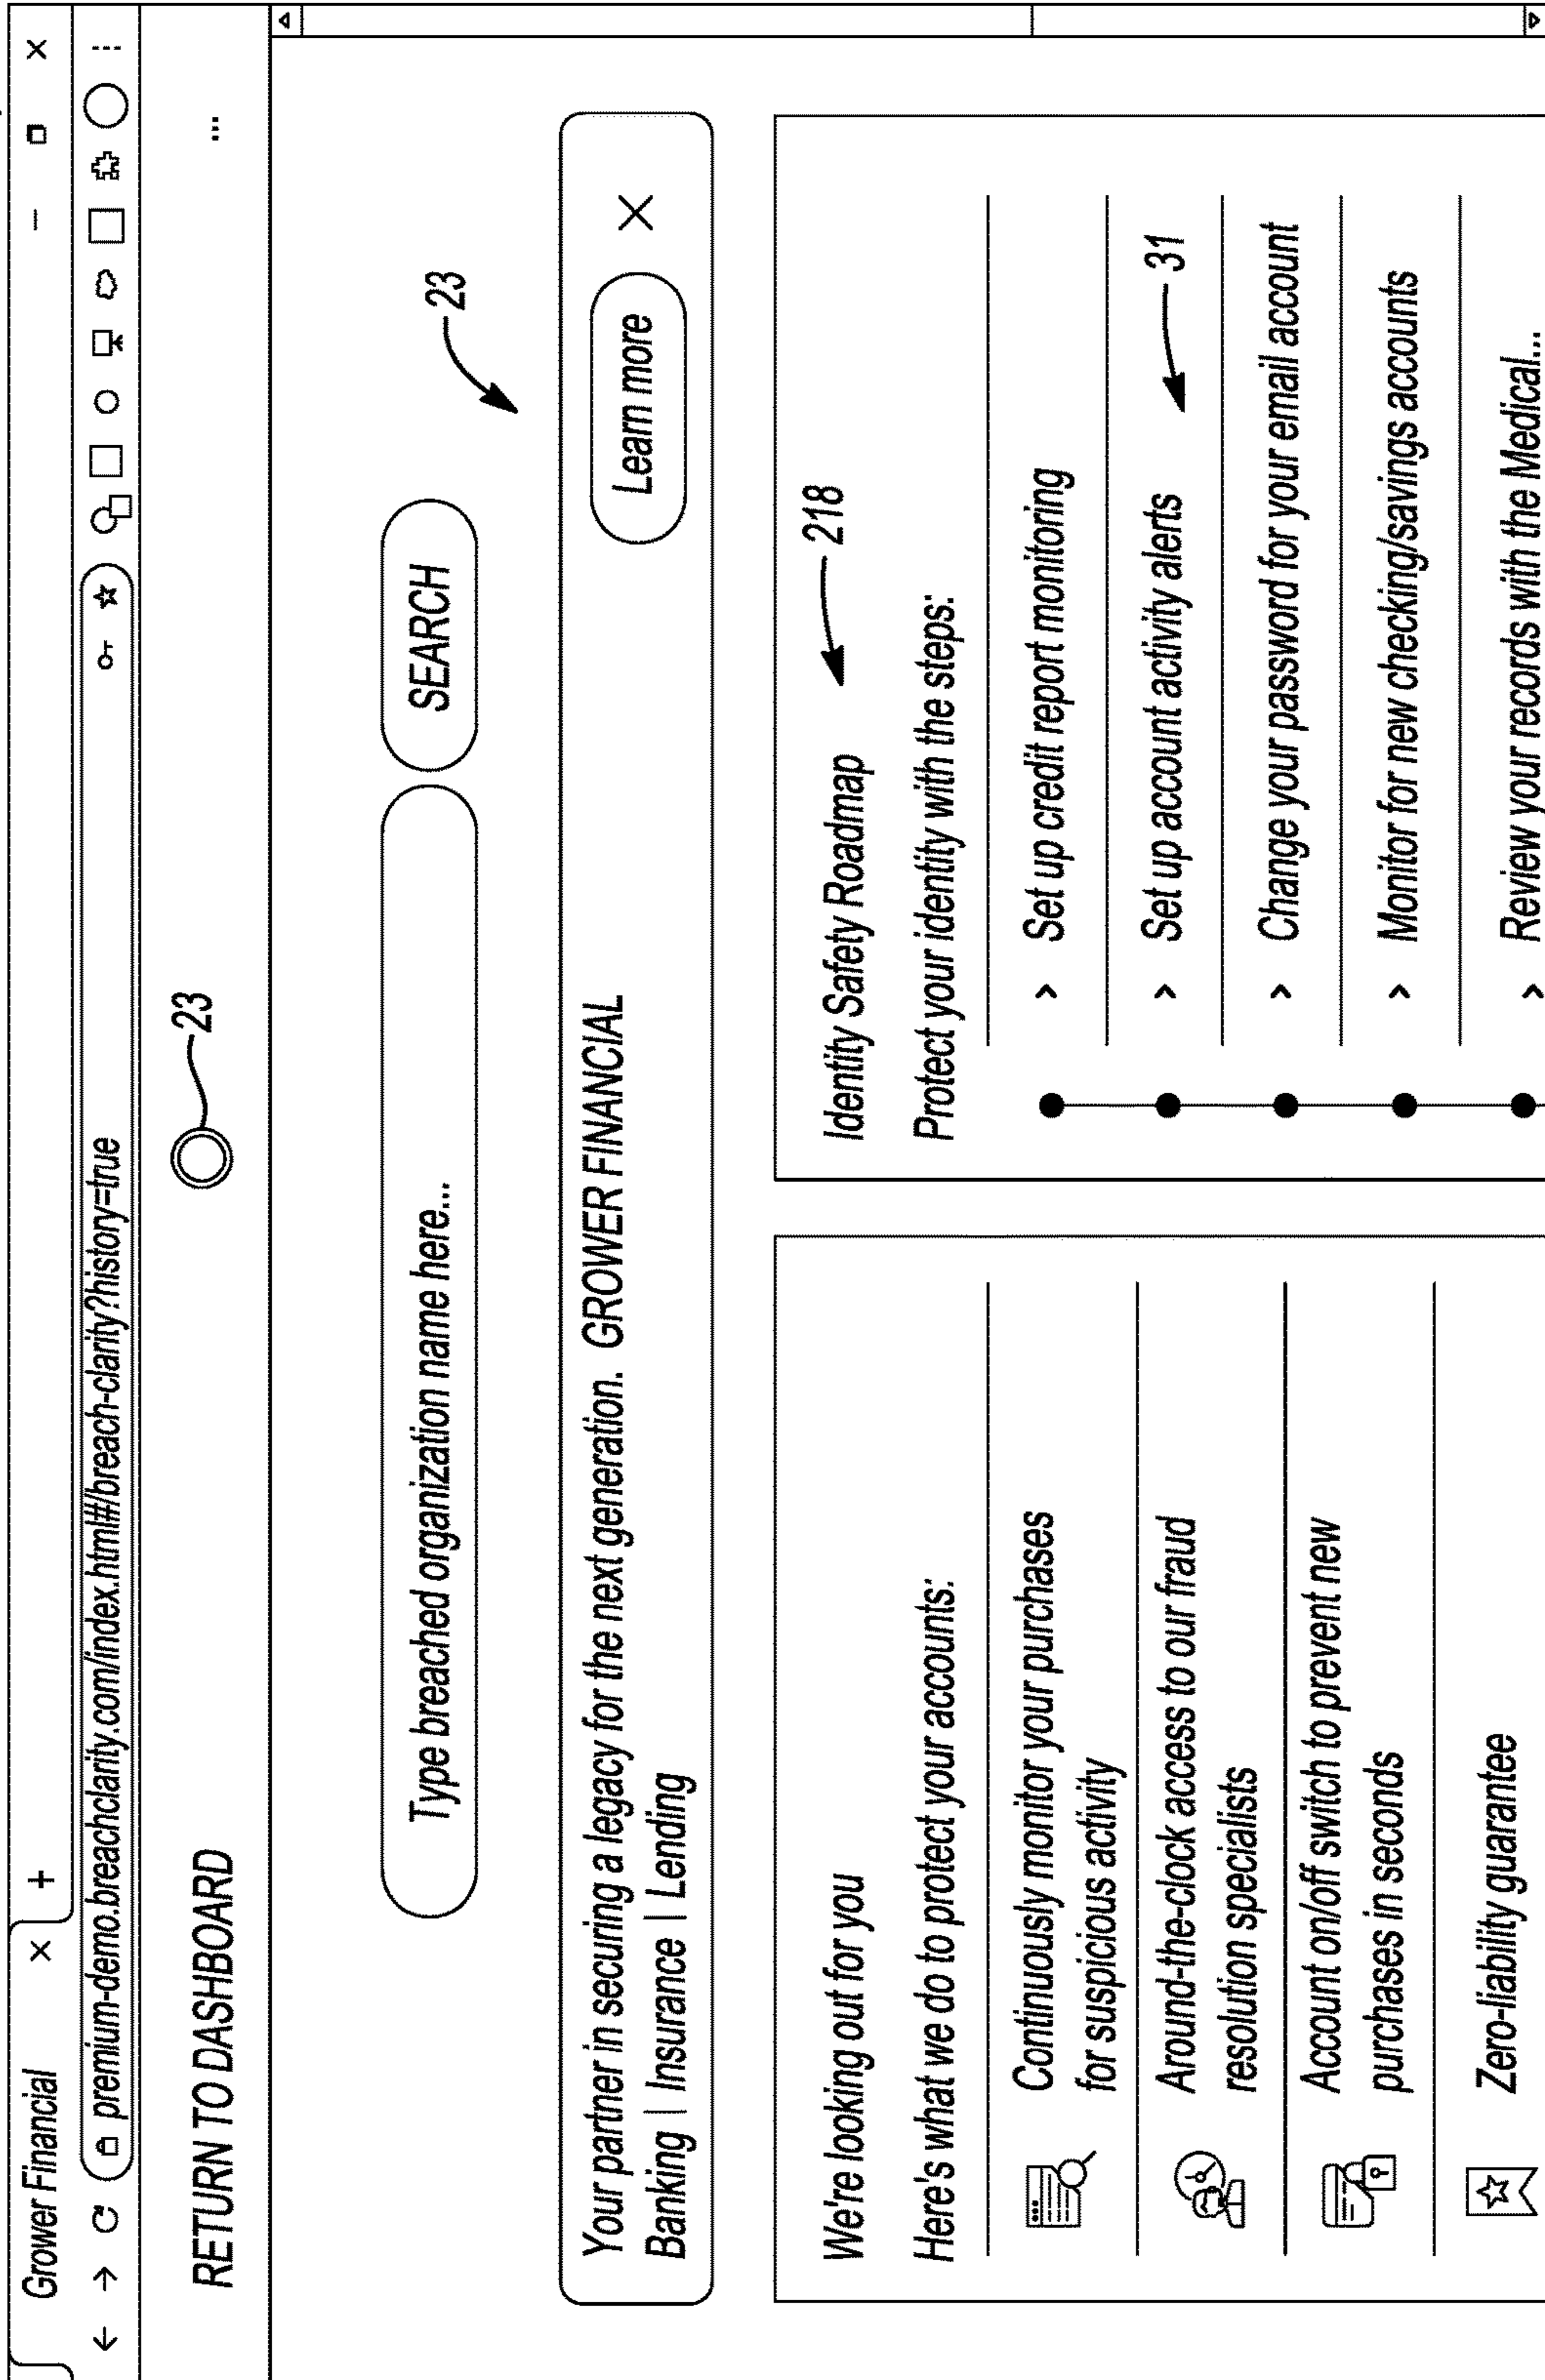 Grower Financial
premium-demo.breachclarity.com/index.html#/breach-clarity?history=true
RETURN TO DASHBOARD
23
...
Type breached organization name here...
SEARCH
23
Your partner in securing a legacy for the next generation. GROWER FINANCIAL
Banking | Insurance | Lending
Learn more
We're looking out for you
Here's what we do to protect your accounts:
Continuously monitor your purchases
for suspicious activity
Around-the-clock access to our fraud
resolution specialists
Account on/off switch to prevent new
purchases in seconds
Zero-liability guarantee
Identity Safety Roadmap
218
Protect your identity with the steps:
Set up credit report monitoring
Set up account activity alerts
31
Change your password for your email account
Monitor for new checking/savings accounts
Review your records with the Medical...